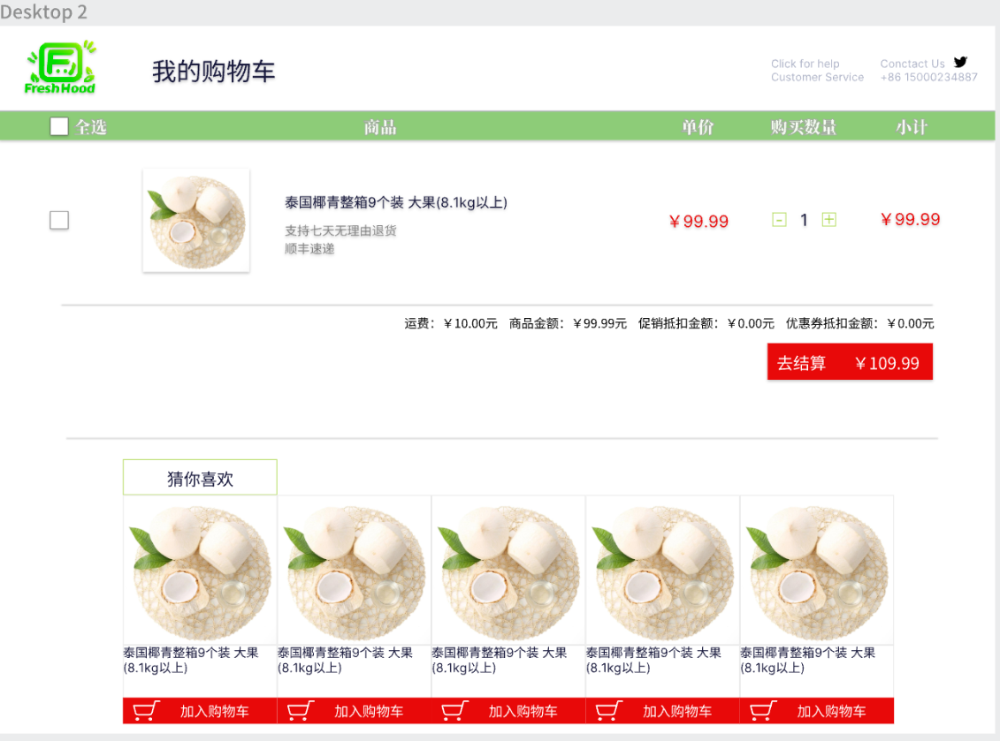 Desktop 2
FreshHood
我的购物车
Click for help
Customer Service
Conctact Us
+86 15000234887
全选 商品 单价 购买数量 小计
泰国椰青整箱9个装 大果(8.1kg以上)
支持七天无理由退货
顺丰速递
￥99.99 - 1 + ￥99.99
运费：￥10.00元 商品金额：￥99.99元 促销抵扣金额：￥0.00元 优惠券抵扣金额：￥0.00元
去结算 ￥109.99
猜你喜欢
泰国椰青整箱9个装 大果
(8.1kg以上)
泰国椰青整箱9个装 大果
(8.1kg以上)
泰国椰青整箱9个装 大果
(8.1kg以上)
泰国椰青整箱9个装 大果
(8.1kg以上)
泰国椰青整箱9个装 大果
(8.1kg以上)
加入购物车 加入购物车 加入购物车 加入购物车 加入购物车